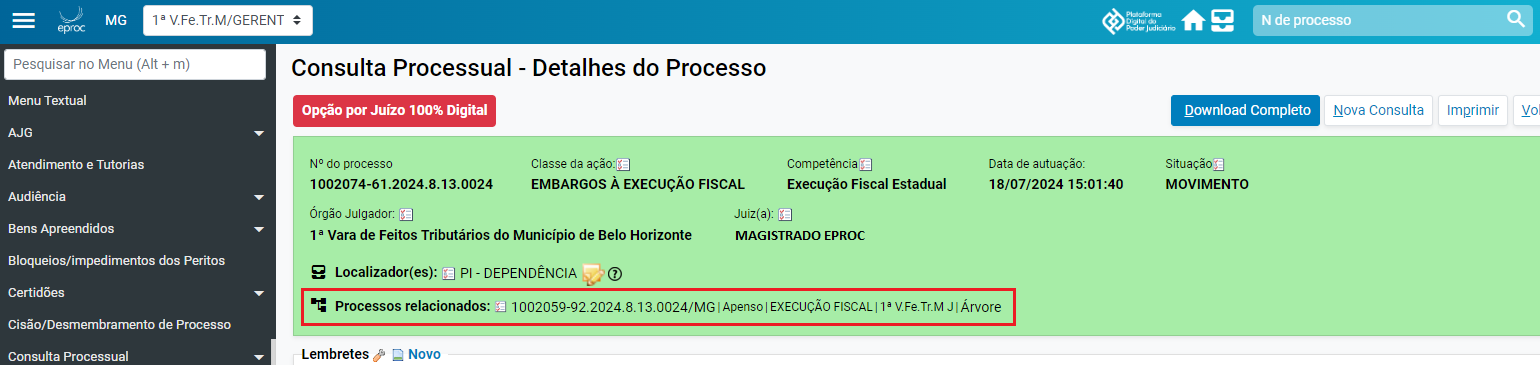 eproc MG 1ª V.Fe.Tr.M/GERENT Plataforma Digital do Poder Judiciário N de processo
Pesquisar no Menu (Alt + m)
Menu Textual
AJG
Atendimento e Tutorias
Audiência
Bens Apreendidos
Bloqueios/impedimentos dos Peritos
Certidões
Cisão/Desmembramento de Processo
Consulta Processual
Consulta Processual - Detalhes do Processo
Opção por Juízo 100% Digital Download Completo Nova Consulta Imprimir Vol
Nº do processo Classe da ação: Competência Data de autuação: Situação
1002074-61.2024.8.13.0024 EMBARGOS À EXECUÇÃO FISCAL Execução Fiscal Estadual 18/07/2024 15:01:40 MOVIMENTO
Órgão Julgador: Juiz(a):
1ª Vara de Feitos Tributários do Município de Belo Horizonte MAGISTRADO EPROC
Localizador(es): PI - DEPENDÊNCIA
Processos relacionados: 1002059-92.2024.8.13.0024/MG | Apenso | EXECUÇÃO FISCAL | 1ª V.Fe.Tr.M J | Árvore
Lembretes Novo